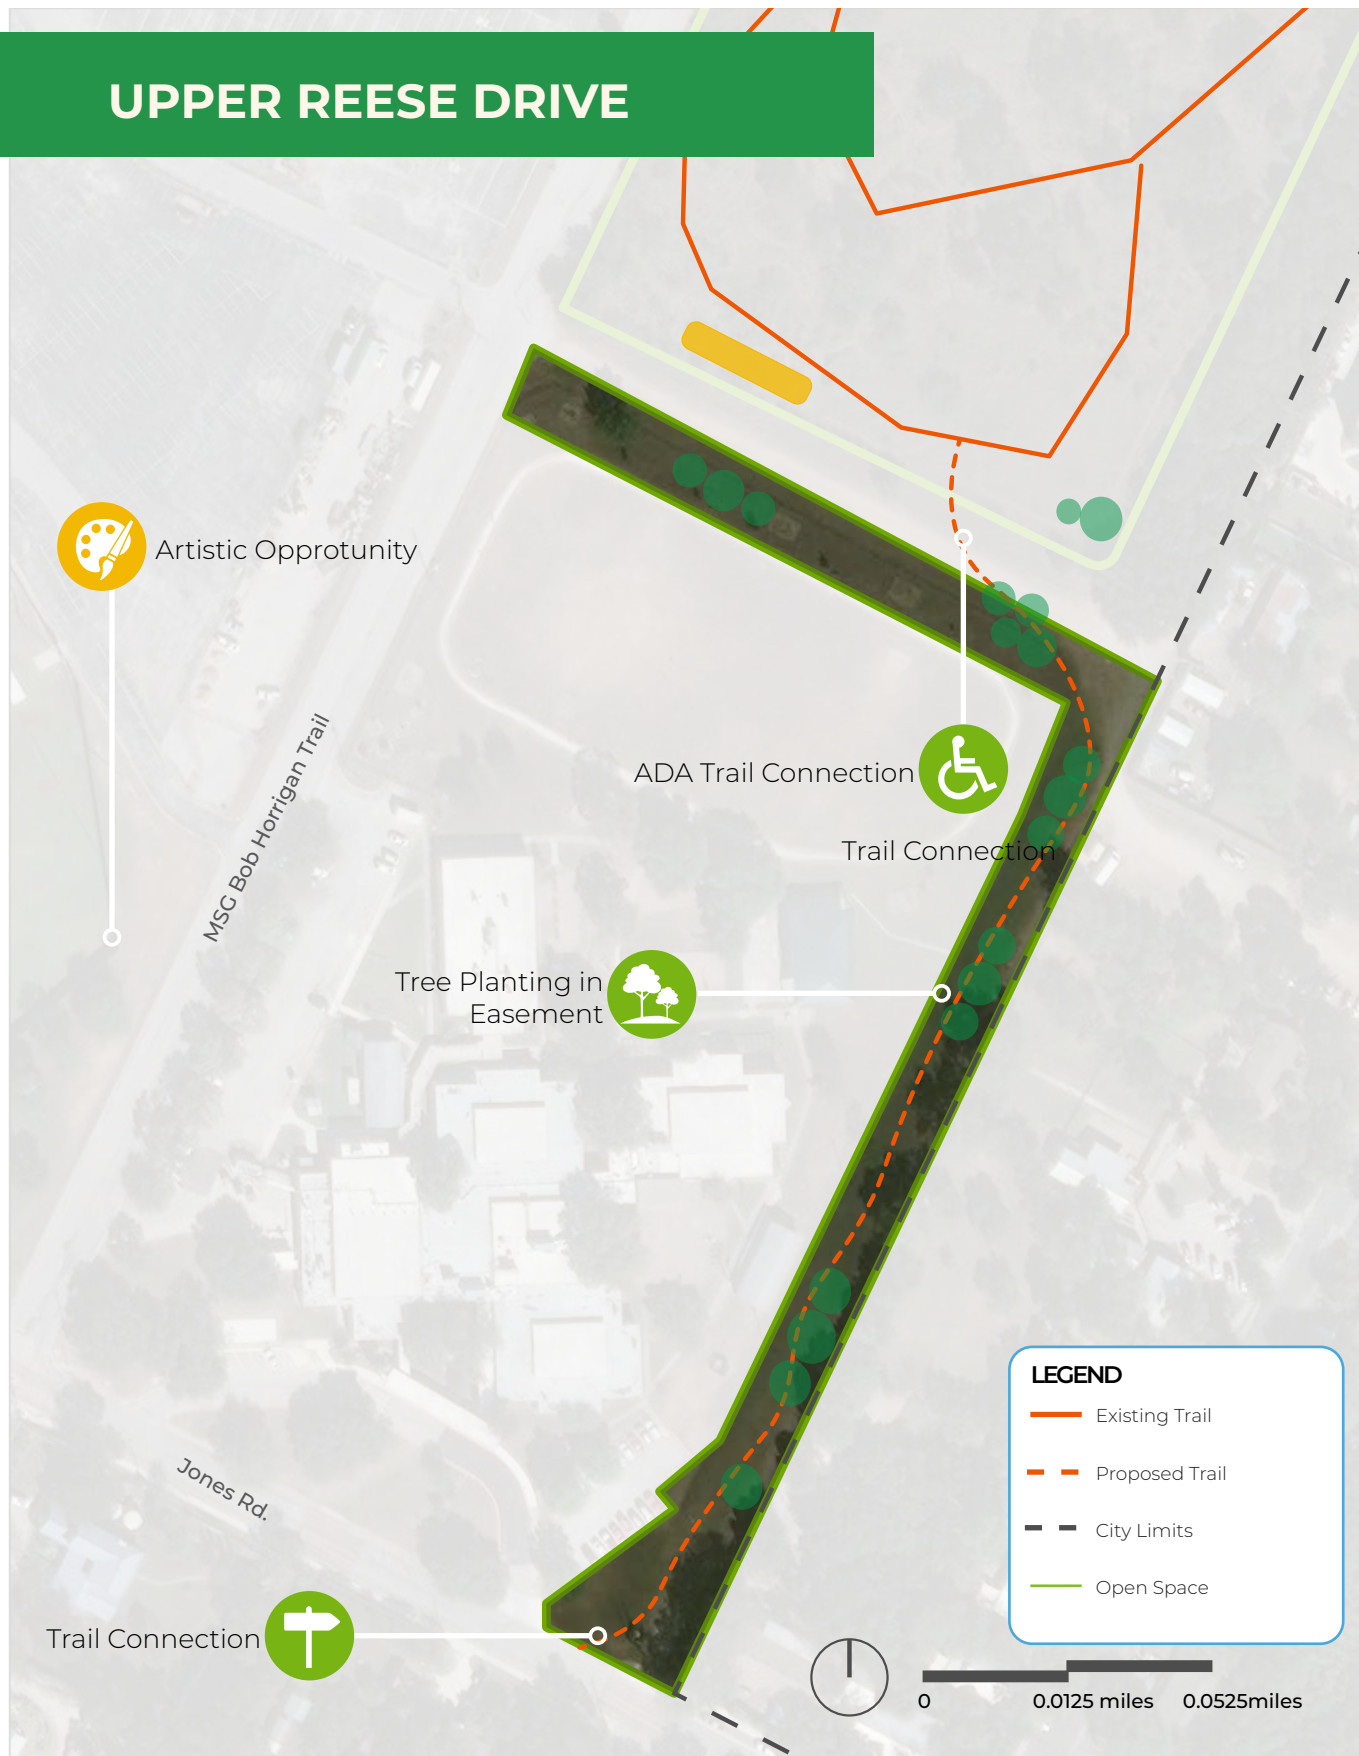 UPPER REESE DRIVE
Artistic Opprotunity
MSG Bob Horrigan Trail
ADA Trail Connection
Trail Connection
Tree Planting in
Easement
Jones Rd.
Trail Connection
LEGEND
Existing Trail
Proposed Trail
City Limits
Open Space
0
0.0125 miles
0.0525miles